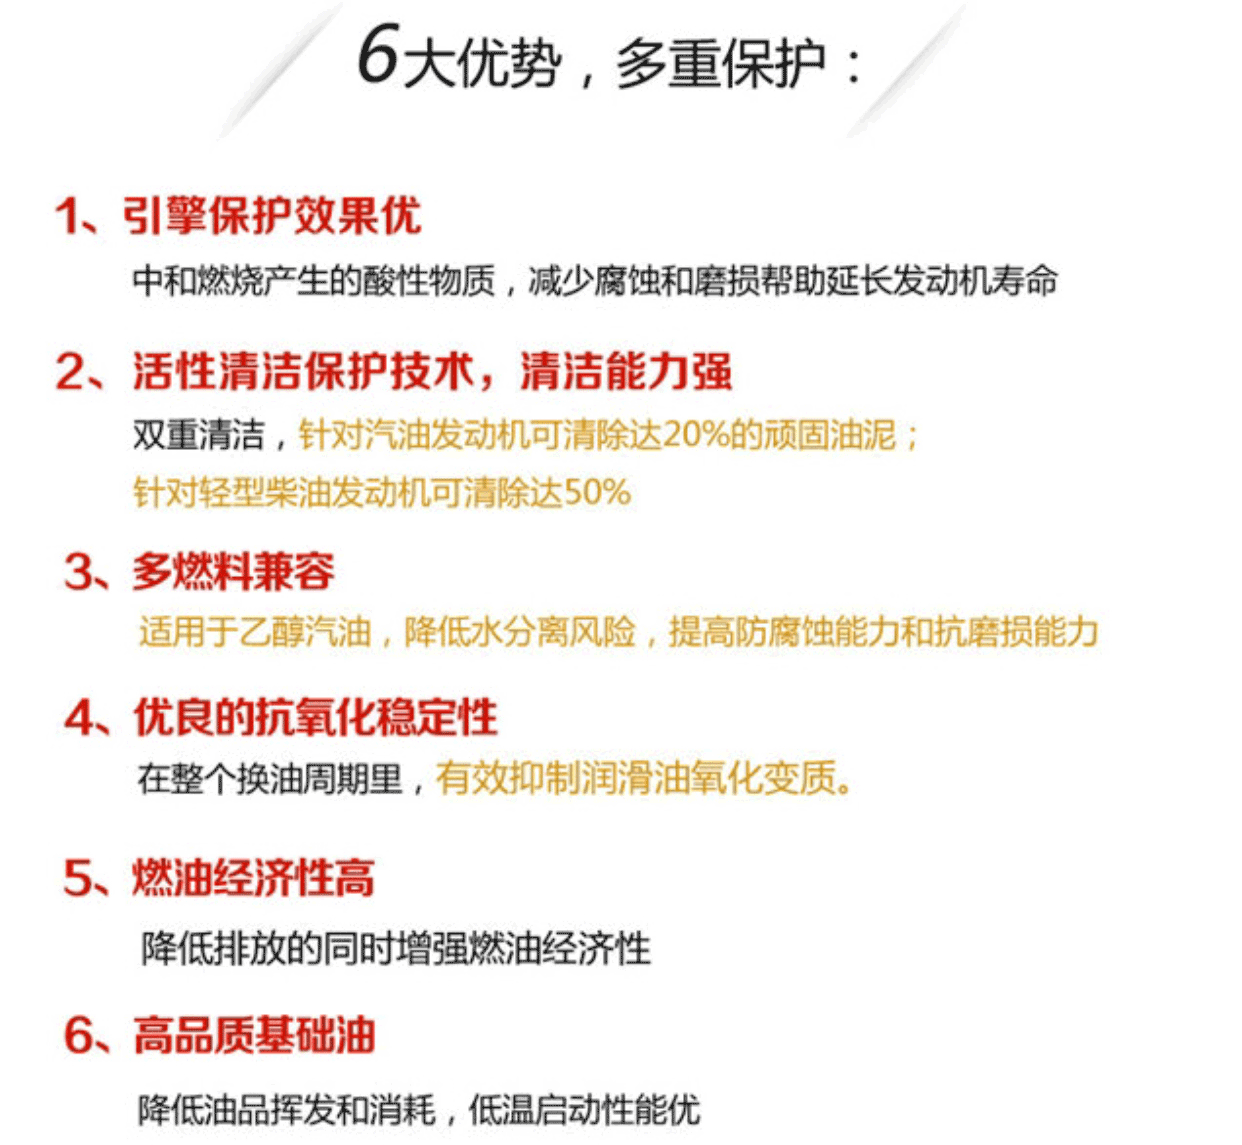 6大优势，多重保护：
1、引擎保护效果优
中和燃烧产生的酸性物质，减少腐蚀和磨损帮助延长发动机寿命
2、活性清洁保护技术，清洁能力强
双重清洁，针对汽油发动机可清除达20%的顽固油泥；
针对轻型柴油发动机可清除达50%
3、多燃料兼容
适用于乙醇汽油，降低水分离风险，提高防腐蚀能力和抗磨损能力
4、优良的抗氧化稳定性
在整个换油周期里，有效抑制润滑油氧化变质。
5、燃油经济性高
降低排放的同时增强燃油经济性
6、高品质基础油
降低油品挥发和消耗，低温启动性能优